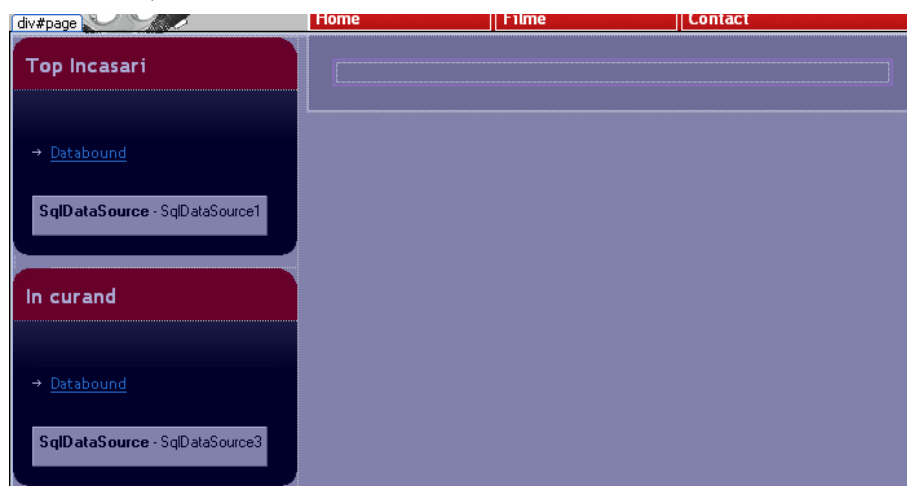 div#page
Home Filme Contact
Top Incasari
→ Databound
SqlDataSource - SqlDataSource1
In curand
→ Databound
SqlDataSource - SqlDataSource3